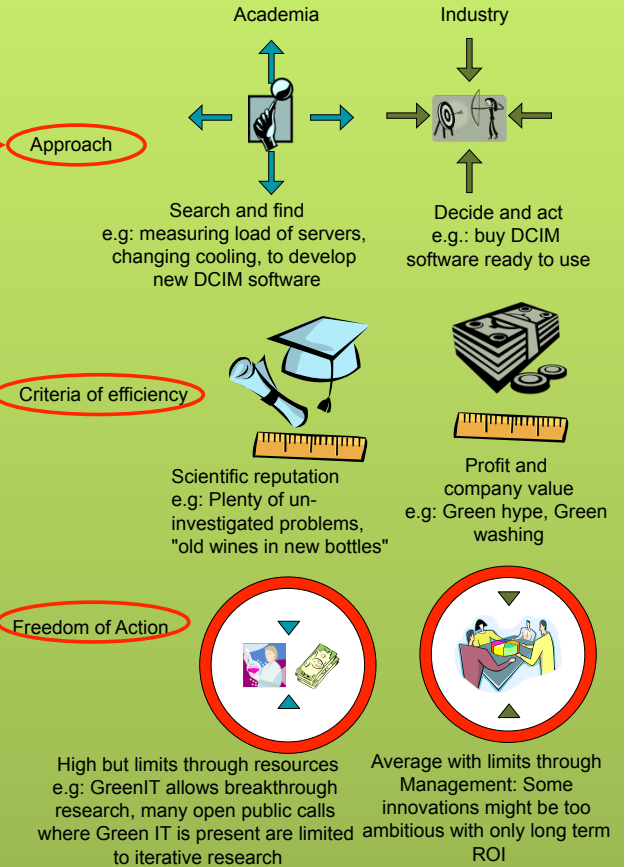 Academia
Industry
Approach
Search and find
e.g: measuring load of servers,
changing cooling, to develop
new DCIM software
Decide and act
e.g.: buy DCIM
software ready to use
Criteria of efficiency
Scientific reputation
e.g: Plenty of un-
investigated problems,
"old wines in new bottles"
Profit and
company value
e.g: Green hype, Green
washing
Freedom of Action
High but limits through resources
e.g: GreenIT allows breakthrough
research, many open public calls
where Green IT is present are limited
to iterative research
Average with limits through
Management: Some
innovations might be too
ambitious with only long term
ROI